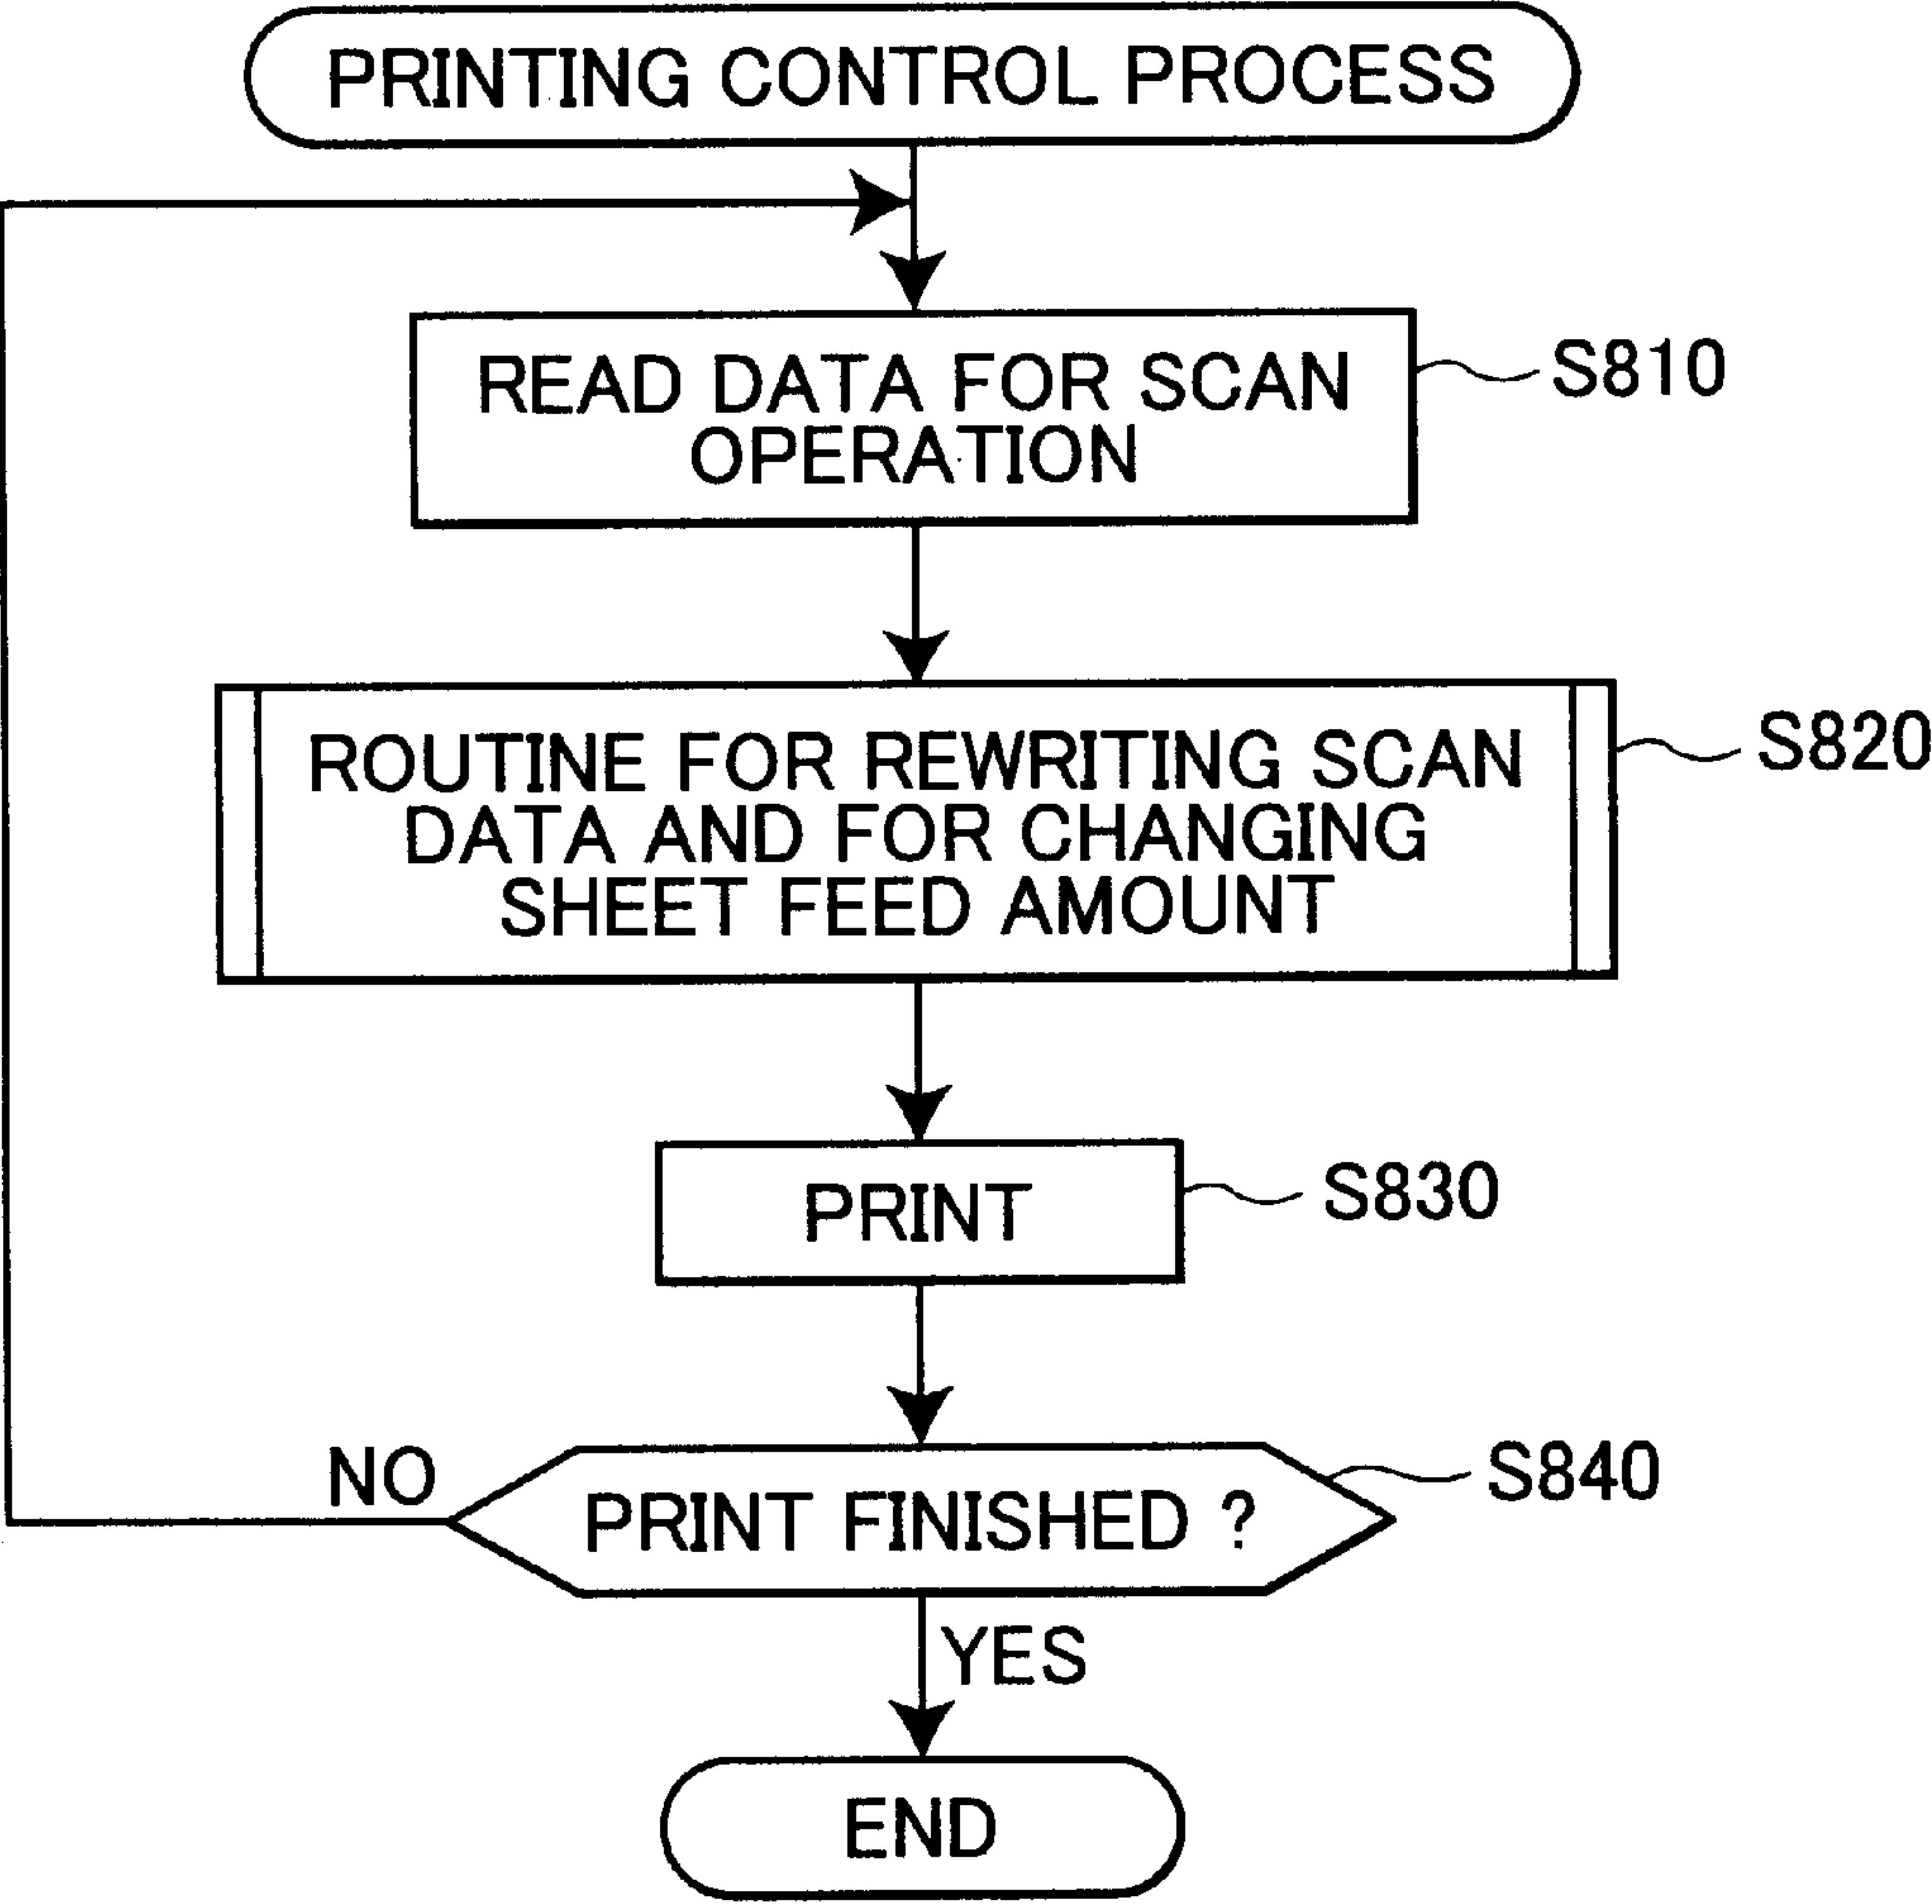 PRINTING CONTROL PROCESS
READ DATA FOR SCAN
OPERATION
S810
ROUTINE FOR REWRITING SCAN
DATA AND FOR CHANGING
SHEET FEED AMOUNT
S820
PRINT
S830
NO
PRINT FINISHED ?
S840
YES
END